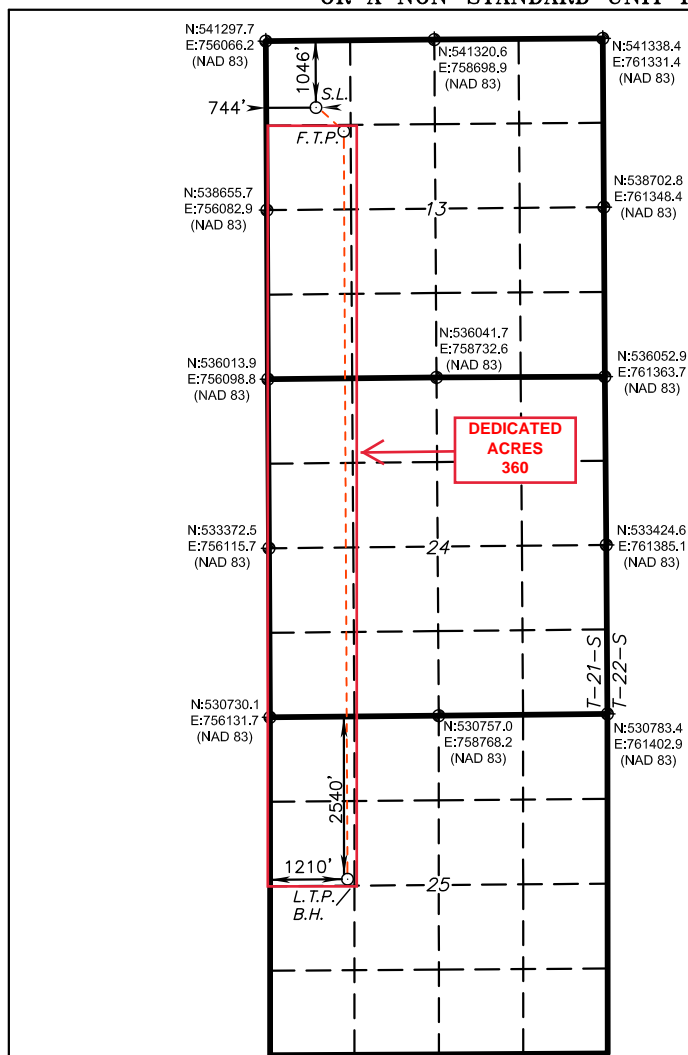 OR A NON-STANDARD UNIT
N:541297.7
E:756066.2
(NAD 83)
N:541320.6
E:758698.9
(NAD 83)
N:541338.4
E:761331.4
(NAD 83)
1046'
744'
S.L.
F.T.P.
N:538655.7
E:756082.9
(NAD 83)
13
N:538702.8
E:761348.4
(NAD 83)
N:536013.9
E:756098.8
(NAD 83)
N:536041.7
E:758732.6
(NAD 83)
N:536052.9
E:761363.7
(NAD 83)
DEDICATED
ACRES
360
N:533372.5
E:756115.7
(NAD 83)
24
N:533424.6
E:761385.1
(NAD 83)
T-21-S
T-22-S
N:530730.1
E:756131.7
(NAD 83)
N:530757.0
E:758768.2
(NAD 83)
N:530783.4
E:761402.9
(NAD 83)
2540'
1210'
25
L.T.P.
B.H.